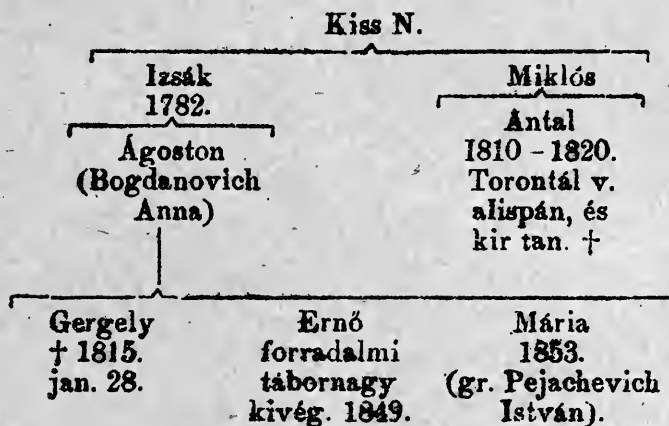 Kiss N.
Izsák
1782.
Miklós
Ágoston
(Bogdanovich
Anna)
Antal
1810 – 1820.
Torontál v.
alispán, és
kir tan. †
Gergely
† 1815.
jan. 28.
Ernő
forradalmi
tábornagy
kivég. 1849.
Mária
1853.
(gr. Pejachevich
István).